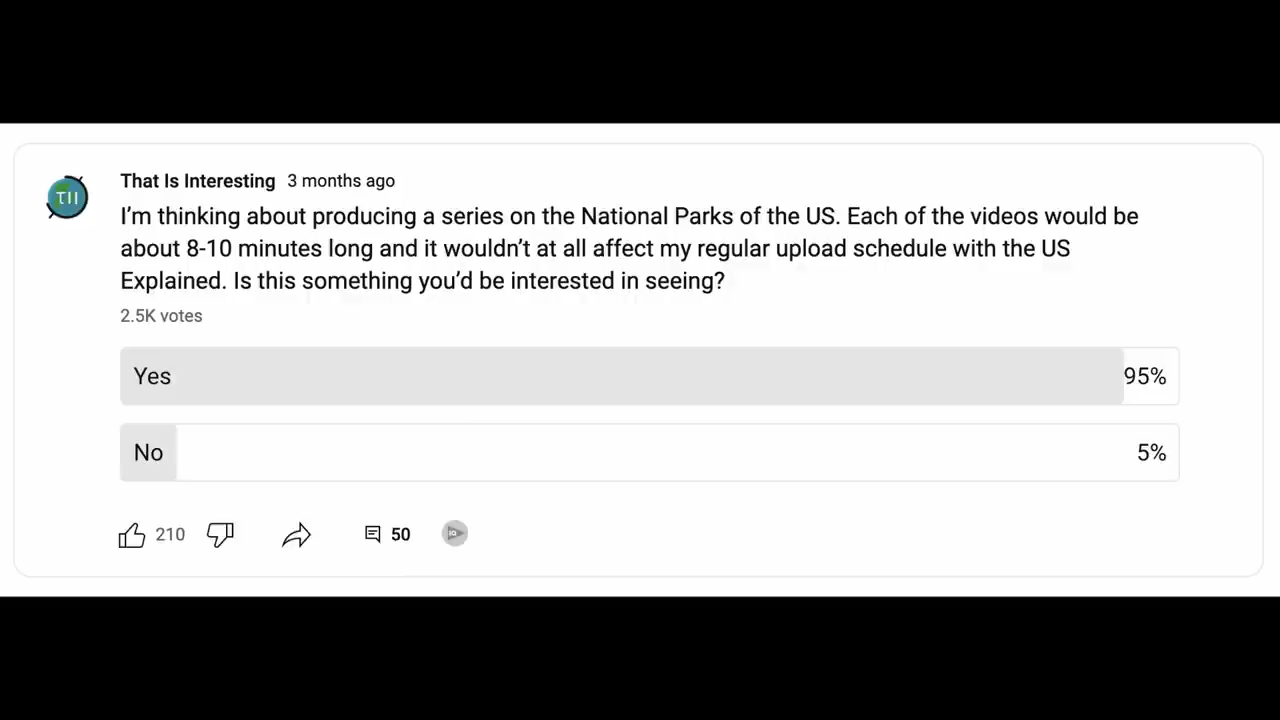 TII
That Is Interesting 3 months ago
I’m thinking about producing a series on the National Parks of the US. Each of the videos would be
about 8-10 minutes long and it wouldn’t at all affect my regular upload schedule with the US
Explained. Is this something you’d be interested in seeing?
2.5K votes
Yes 95%
No 5%
210 50